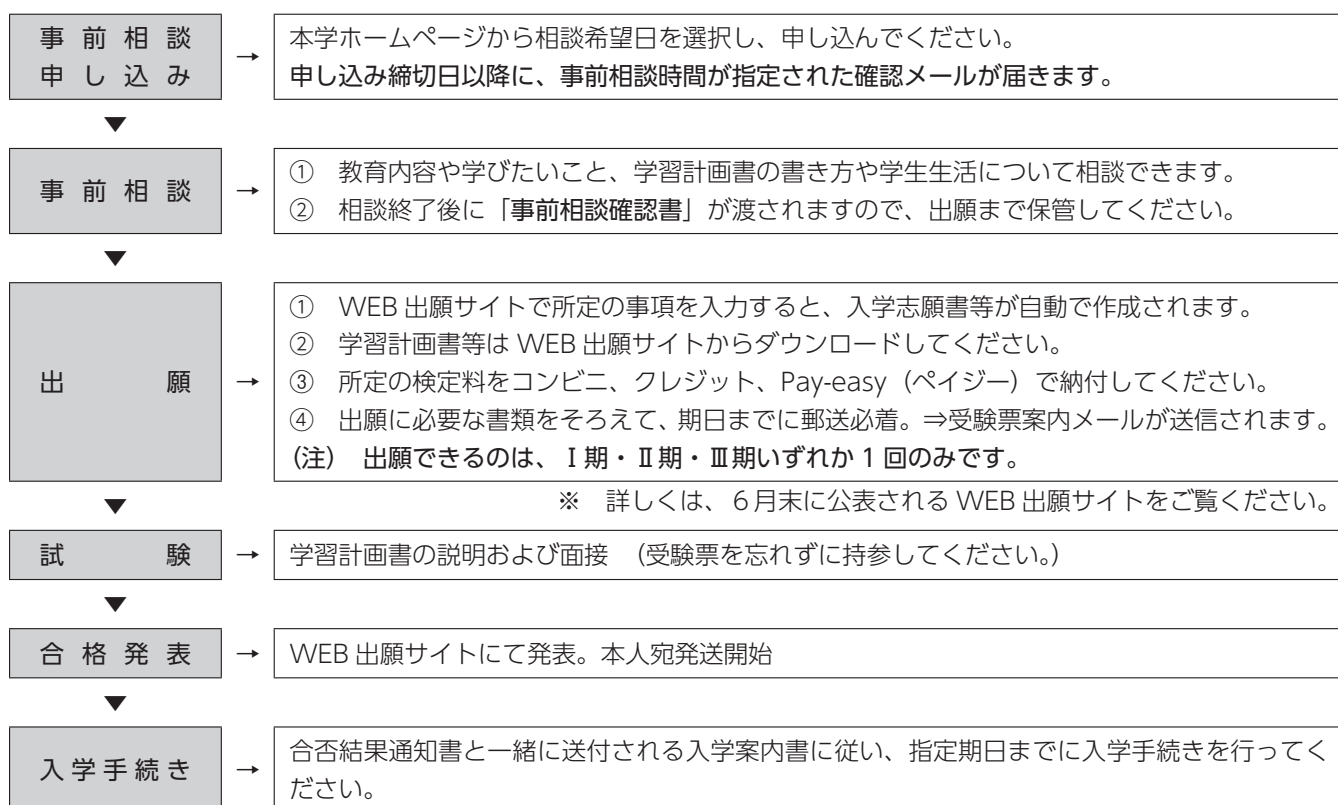 事前相談
申し込み
→
本学ホームページから相談希望日を選択し、申し込んでください。
申し込み締切日以降に、事前相談時間が指定された確認メールが届きます。
▼
事前相談
→
① 教育内容や学びたいこと、学習計画書の書き方や学生生活について相談できます。
② 相談終了後に「事前相談確認書」が渡されますので、出願まで保管してください。
▼
出願
→
① WEB 出願サイトで所定の事項を入力すると、入学志願書等が自動で作成されます。
② 学習計画書等は WEB 出願サイトからダウンロードしてください。
③ 所定の検定料をコンビニ、クレジット、Pay-easy（ペイジー）で納付してください。
④ 出願に必要な書類をそろえて、期日までに郵送必着。⇒受験票案内メールが送信されます。
（注） 出願できるのは、Ⅰ期・Ⅱ期・Ⅲ期いずれか 1 回のみです。
※ 詳しくは、６月末に公表される WEB 出願サイトをご覧ください。
▼
試験
→
学習計画書の説明および面接 （受験票を忘れずに持参してください。）
▼
合格発表
→
WEB 出願サイトにて発表。本人宛発送開始
▼
入学手続き
→
合否結果通知書と一緒に送付される入学案内書に従い、指定期日までに入学手続きを行ってく
ださい。